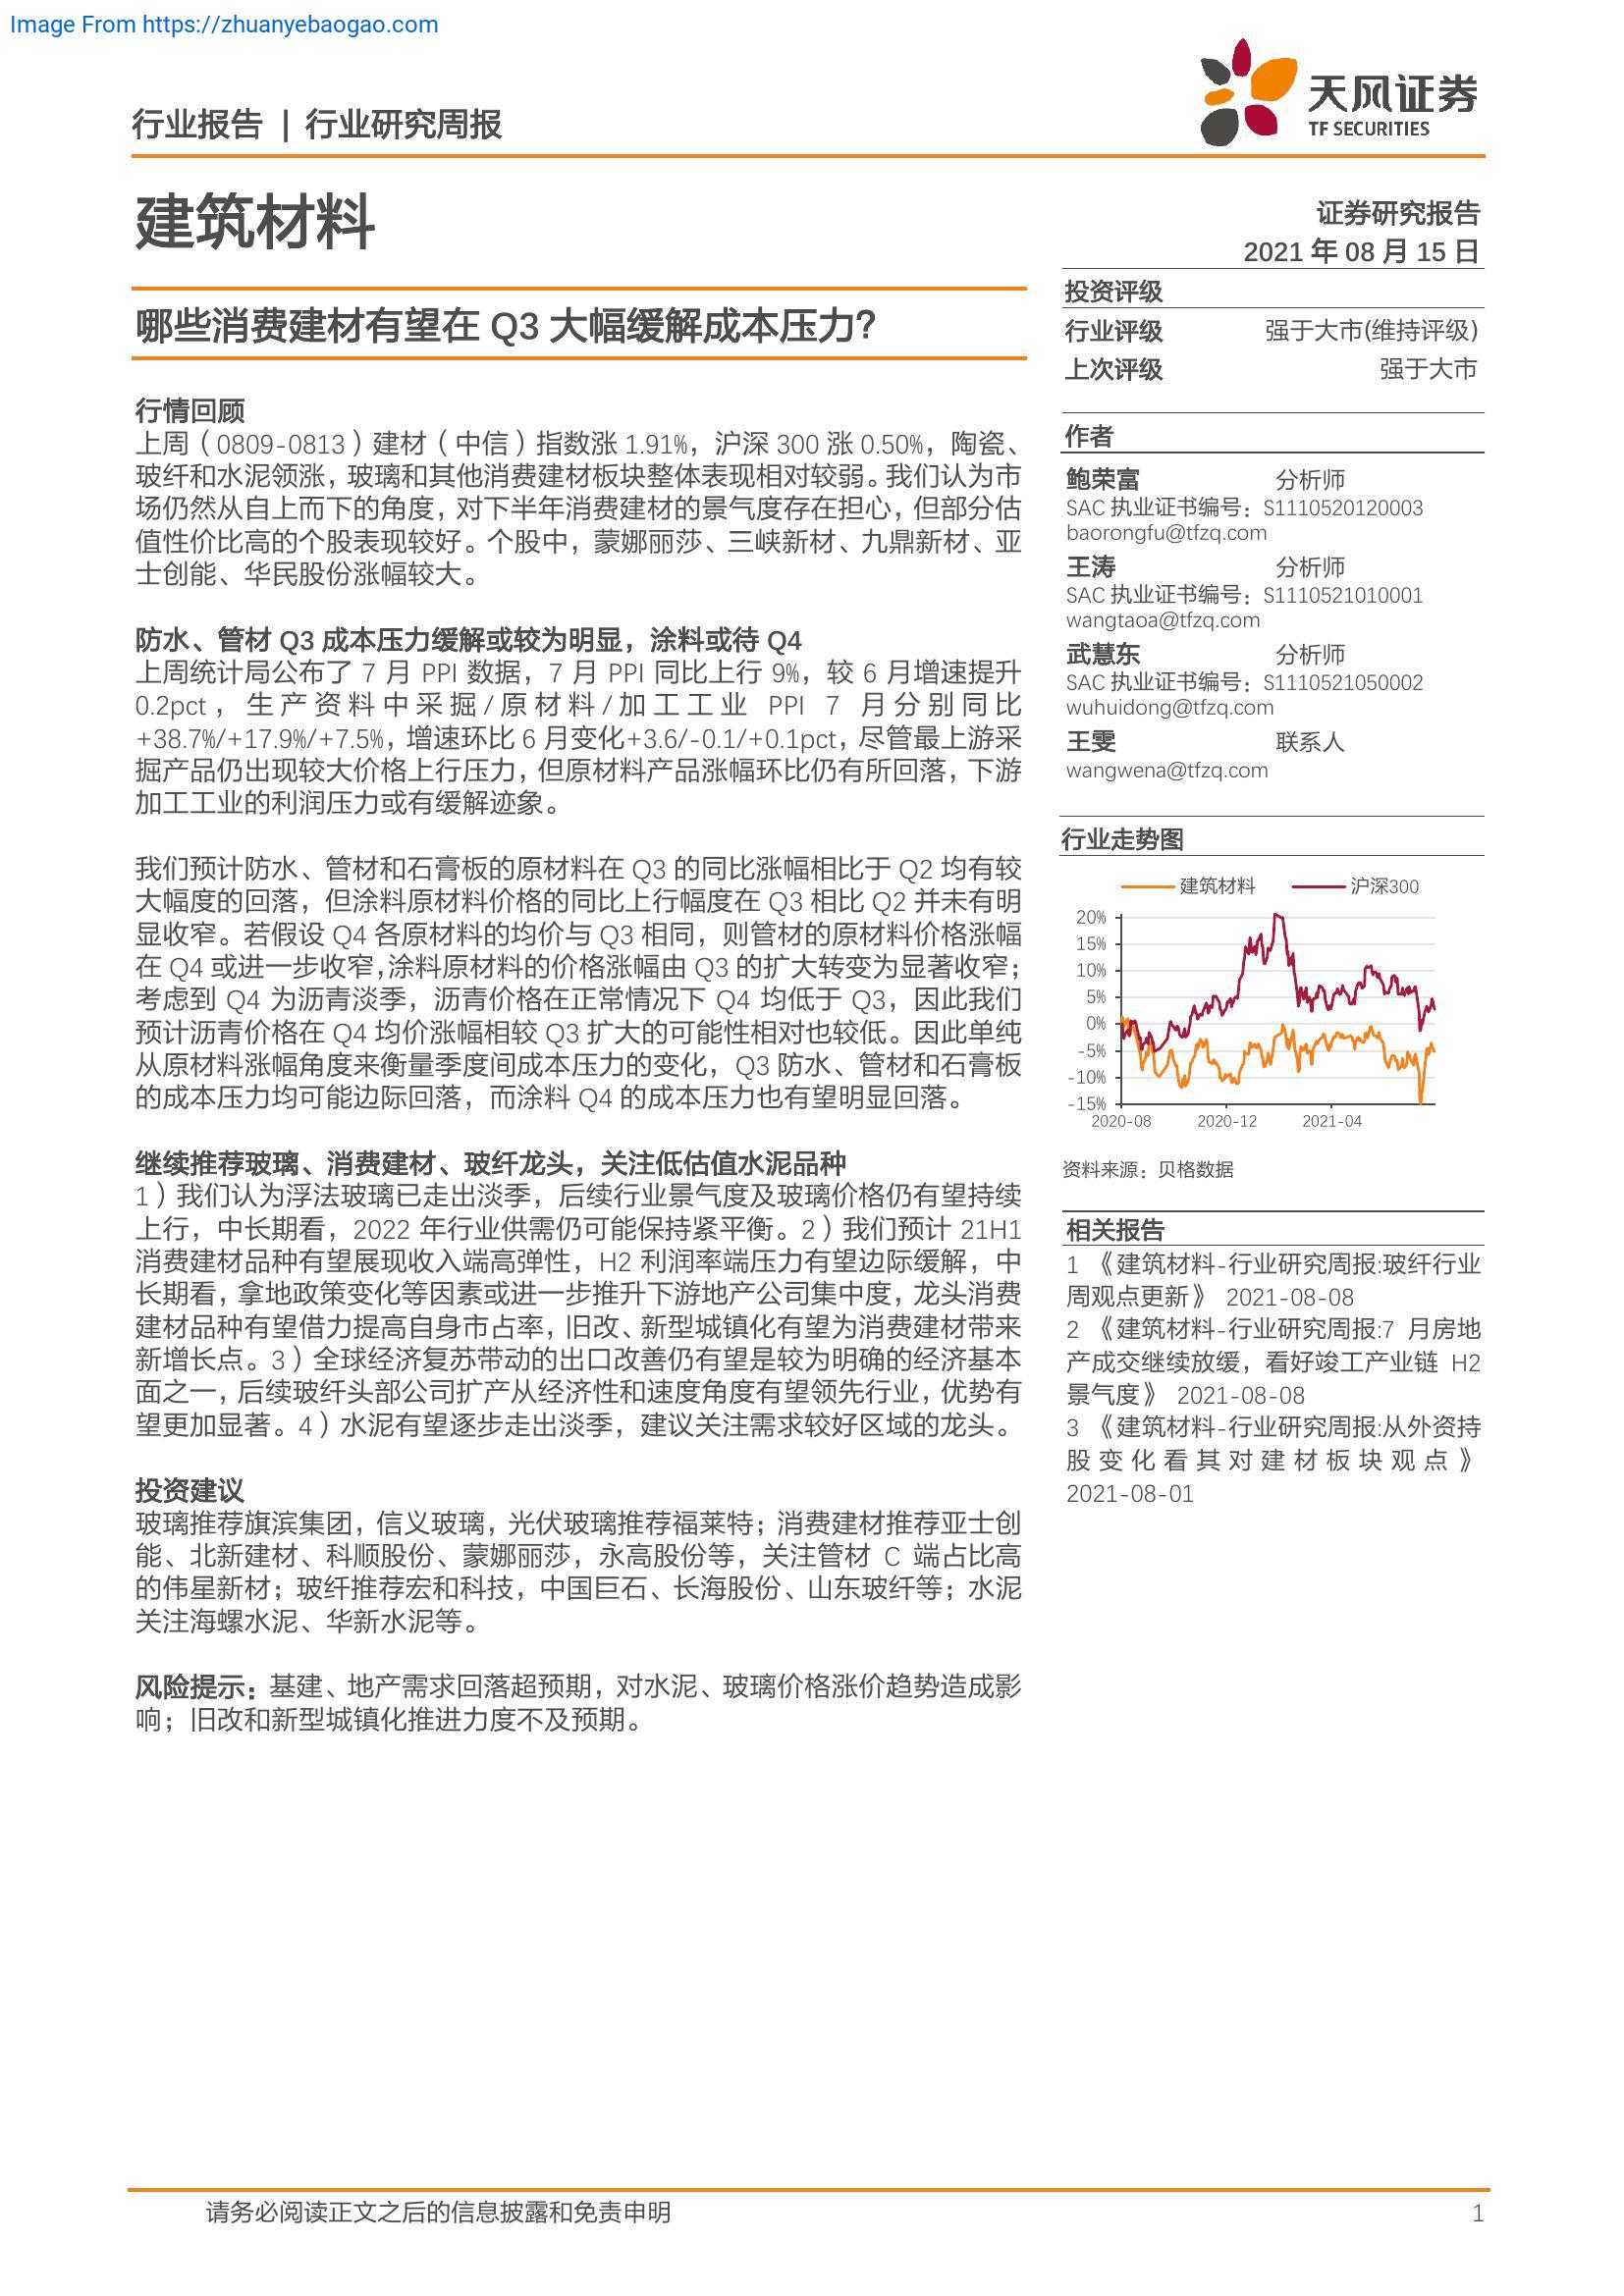 Image From https://zhuanyebaogao.com
行业报告 | 行业研究周报
天风证券
TF SECURITIES
建筑材料
证券研究报告
2021 年 08 月 15 日
哪些消费建材有望在 Q3 大幅缓解成本压力？
行情回顾
上周（0809-0813）建材（中信）指数涨 1.91%，沪深 300 涨 0.50%，陶瓷、
玻纤和水泥领涨，玻璃和其他消费建材板块整体表现相对较弱。我们认为市
场仍然从自上而下的角度，对下半年消费建材的景气度存在担心，但部分估
值性价比高的个股表现较好。个股中，蒙娜丽莎、三峡新材、九鼎新材、亚
士创能、华民股份涨幅较大。
防水、管材 Q3 成本压力缓解或较为明显，涂料或待 Q4
上周统计局公布了 7 月 PPI 数据，7 月 PPI 同比上行 9%，较 6 月增速提升
0.2pct，生产资料中采掘/原材料/加工工业 PPI 7 月分别同比
+38.7%/+17.9%/+7.5%，增速环比 6 月变化+3.6/-0.1/+0.1pct，尽管最上游采
掘产品仍出现较大价格上行压力，但原材料产品涨幅环比仍有所回落，下游
加工工业的利润压力或有缓解迹象。
我们预计防水、管材和石膏板的原材料在 Q3 的同比涨幅相比于 Q2 均有较
大幅度的回落，但涂料原材料价格的同比上行幅度在 Q3 相比 Q2 并未有明
显收窄。若假设 Q4 各原材料的均价与 Q3 相同，则管材的原材料价格涨幅
在 Q4 或进一步收窄，涂料原材料的价格涨幅由 Q3 的扩大转变为显著收窄；
考虑到 Q4 为沥青淡季，沥青价格在正常情况下 Q4 均低于 Q3，因此我们
预计沥青价格在 Q4 均价涨幅相较 Q3 扩大的可能性相对也较低。因此单纯
从原材料涨幅角度来衡量季度间成本压力的变化，Q3 防水、管材和石膏板
的成本压力均可能边际回落，而涂料 Q4 的成本压力也有望明显回落。
继续推荐玻璃、消费建材、玻纤龙头，关注低估值水泥品种
1）我们认为浮法玻璃已走出淡季，后续行业景气度及玻璃价格仍有望持续
上行，中长期看，2022 年行业供需仍可能保持紧平衡。2）我们预计 21H1
消费建材品种有望展现收入端高弹性，H2 利润率端压力有望边际缓解，中
长期看，拿地政策变化等因素或进一步推升下游地产公司集中度，龙头消费
建材品种有望借力提高自身市占率，旧改、新型城镇化有望为消费建材带来
新增长点。3）全球经济复苏带动的出口改善仍有望是较为明确的经济基本
面之一，后续玻纤头部公司扩产从经济性和速度角度有望领先行业，优势有
望更加显著。4）水泥有望逐步走出淡季，建议关注需求较好区域的龙头。
投资建议
玻璃推荐旗滨集团，信义玻璃，光伏玻璃推荐福莱特；消费建材推荐亚士创
能、北新建材、科顺股份、蒙娜丽莎，永高股份等，关注管材 C 端占比高
的伟星新材；玻纤推荐宏和科技，中国巨石、长海股份、山东玻纤等；水泥
关注海螺水泥、华新水泥等。
风险提示：基建、地产需求回落超预期，对水泥、玻璃价格涨价趋势造成影
响；旧改和新型城镇化推进力度不及预期。
投资评级
行业评级 强于大市(维持评级)
上次评级 强于大市
作者
鲍荣富 分析师
SAC 执业证书编号：S1110520120003
baorongfu@tfzq.com
王涛 分析师
SAC 执业证书编号：S1110521010001
wangtaoa@tfzq.com
武慧东 分析师
SAC 执业证书编号：S1110521050002
wuhuidong@tfzq.com
王雯 联系人
wangwena@tfzq.com
行业走势图
建筑材料 沪深300
20%
15%
10%
5%
0%
-5%
-10%
-15%
2020-08 2020-12 2021-04
资料来源：贝格数据
相关报告
1 《建筑材料-行业研究周报:玻纤行业
周观点更新》 2021-08-08
2 《建筑材料-行业研究周报:7 月房地
产成交继续放缓，看好竣工产业链 H2
景气度》 2021-08-08
3 《建筑材料-行业研究周报:从外资持
股变化看其对建材板块观点》
2021-08-01
请务必阅读正文之后的信息披露和免责申明 1